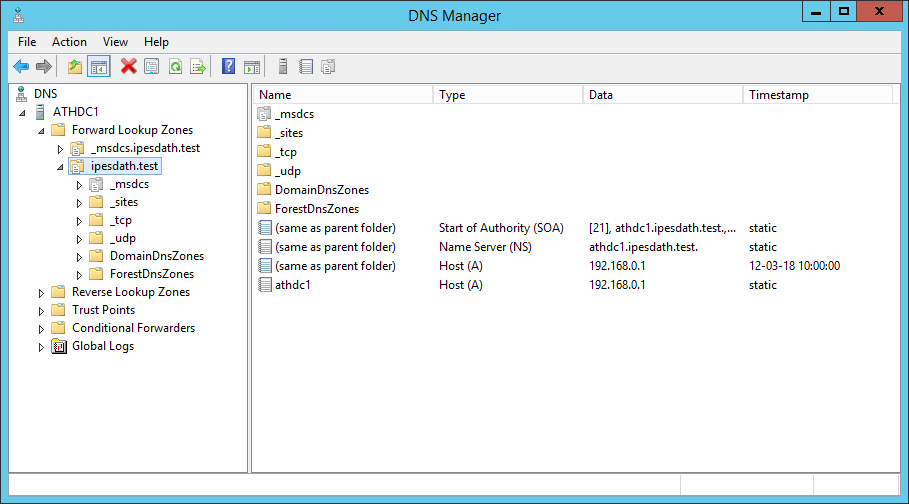 DNS Manager
File Action View Help
DNS
ATHDC1
Forward Lookup Zones
_msdcs.ipesdath.test
ipesdath.test
_msdcs
_sites
_tcp
_udp
DomainDnsZones
ForestDnsZones
Reverse Lookup Zones
Trust Points
Conditional Forwarders
Global Logs
Name Type Data Timestamp
_msdcs
_sites
_tcp
_udp
DomainDnsZones
ForestDnsZones
(same as parent folder) Start of Authority (SOA) [21], athdc1.ipesdath.test.,... static
(same as parent folder) Name Server (NS) athdc1.ipesdath.test. static
(same as parent folder) Host (A) 192.168.0.1 12-03-18 10:00:00
athdc1 Host (A) 192.168.0.1 static